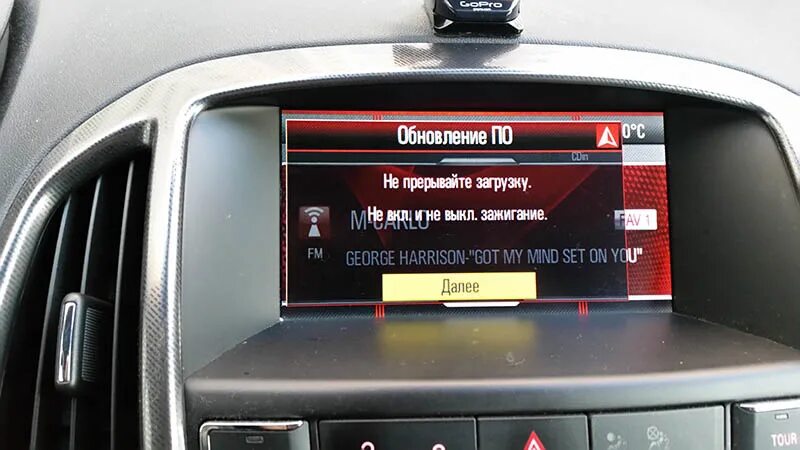 GoPro
Обновление ПО
0°C
CDin
Не прерывайте загрузку.
Не вкл. и не выкл. зажигание.
M-CARLO
FAV 1
FM
GEORGE HARRISON-"GOT MY MIND SET ON YOU"
Далее
TOUR